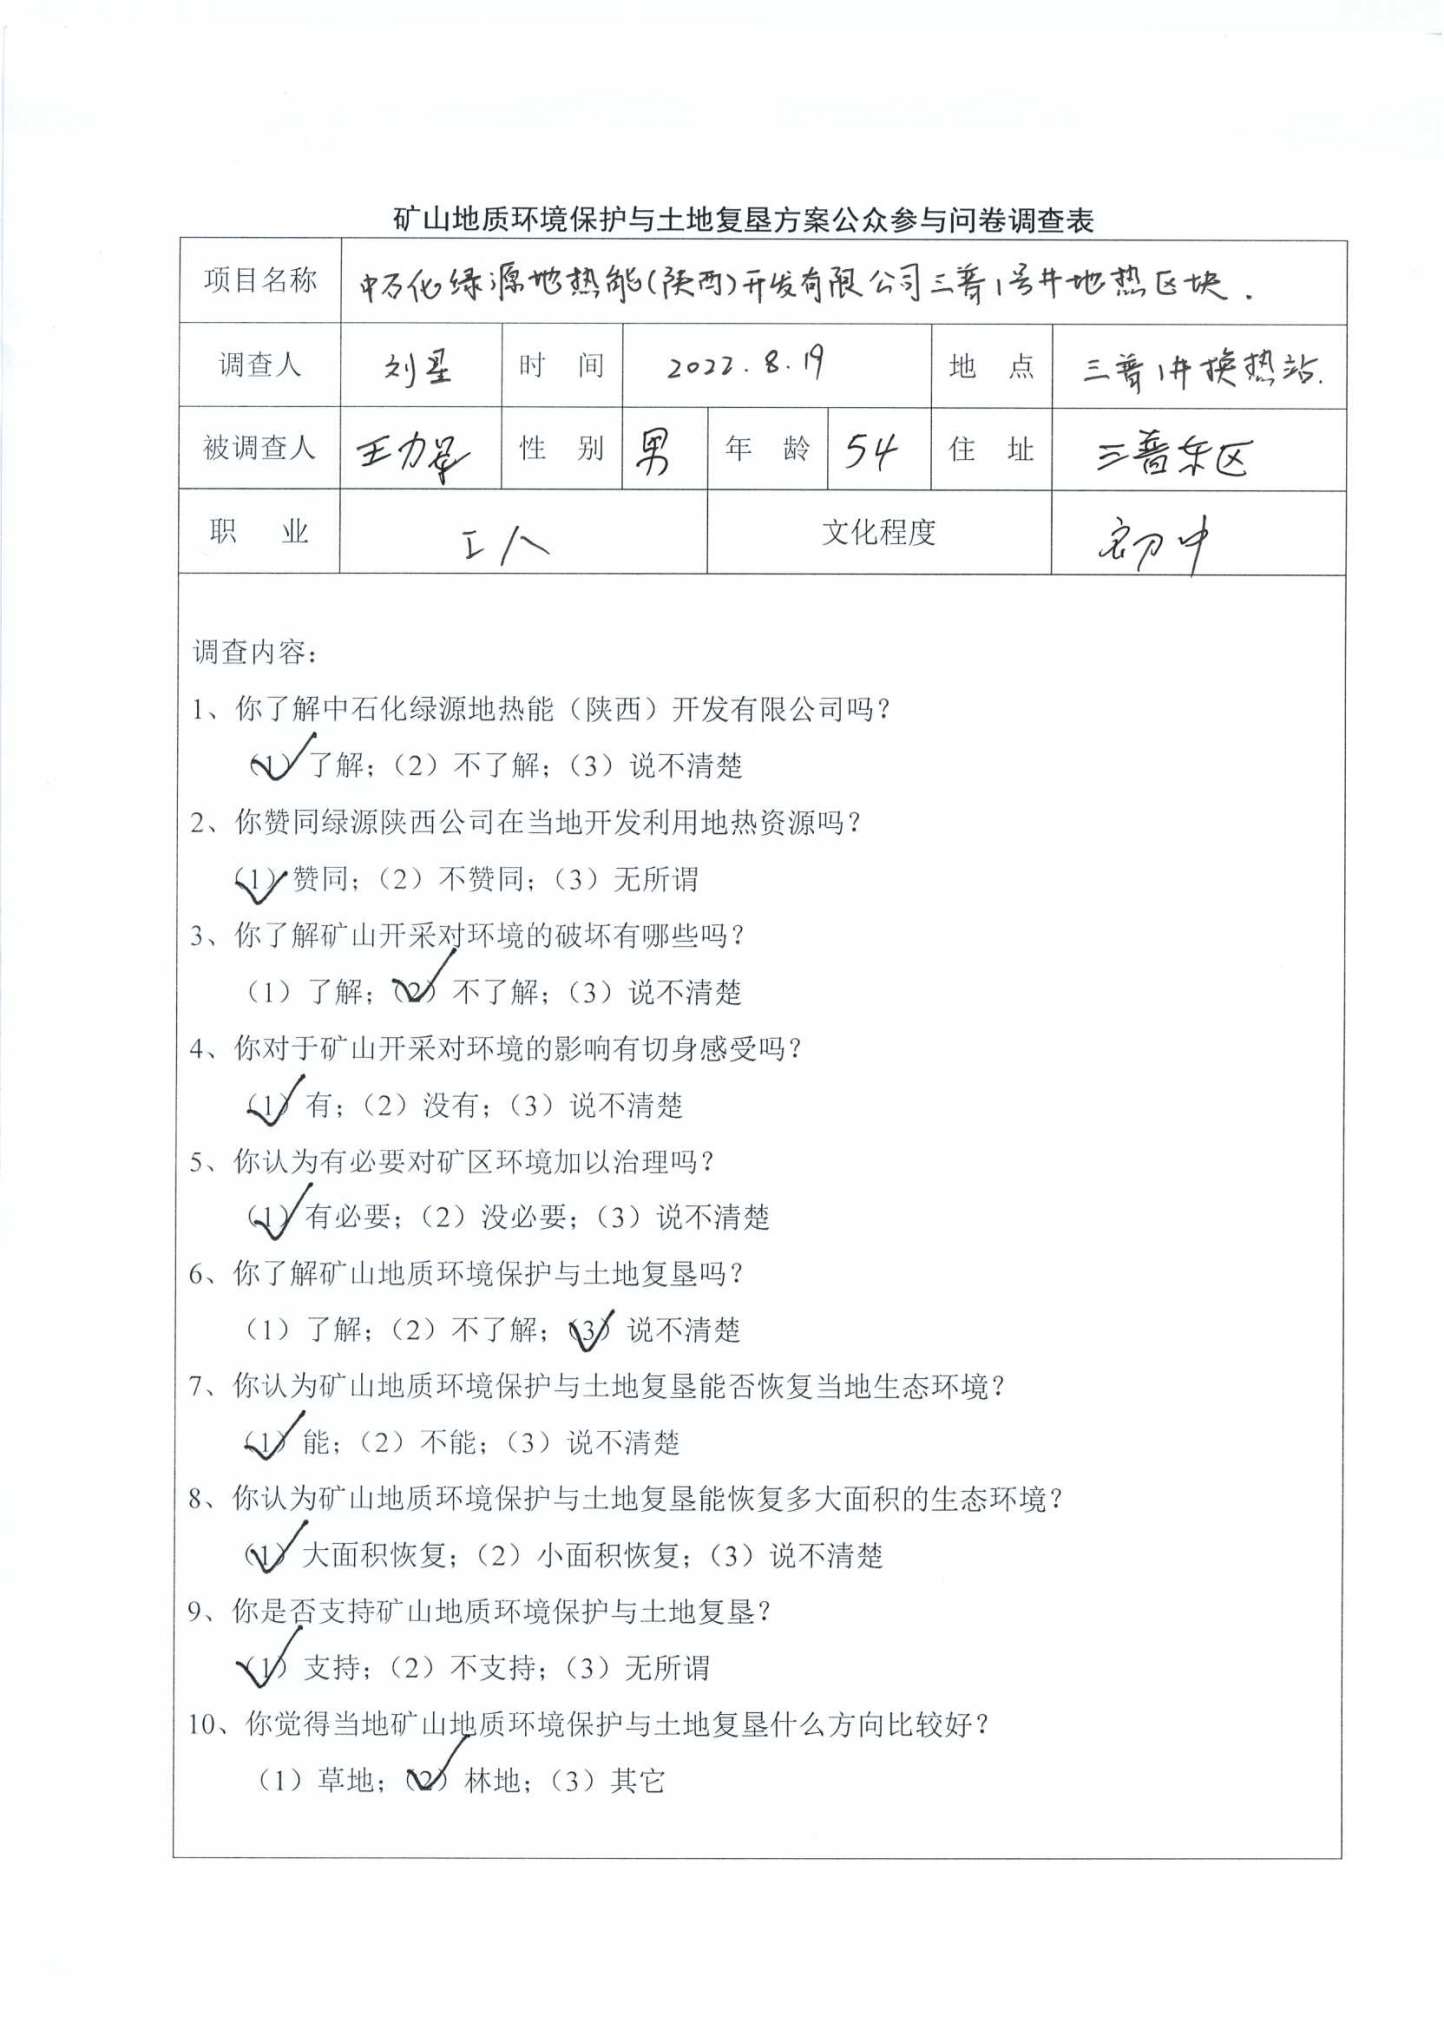 矿山地质环境保护与土地复垦方案公众参与问卷调查表
项目名称 中石化绿源地热能(陕西)开发有限公司三普1号井地热区块.
调查人 刘星 时 间 2022.8.19 地 点 三普1井换热站.
被调查人 王力 性 别 男 年 龄 54 住 址 三普东区
职 业 工人 文化程度 初中
调查内容：
1、你了解中石化绿源地热能（陕西）开发有限公司吗？
（1）了解；（2）不了解；（3）说不清楚
2、你赞同绿源陕西公司在当地开发利用地热资源吗？
（1）赞同；（2）不赞同；（3）无所谓
3、你了解矿山开采对环境的破坏有哪些吗？
（1）了解；（2）不了解；（3）说不清楚
4、你对于矿山开采对环境的影响有切身感受吗？
（1）有；（2）没有；（3）说不清楚
5、你认为有必要对矿区环境加以治理吗？
（1）有必要；（2）没必要；（3）说不清楚
6、你了解矿山地质环境保护与土地复垦吗？
（1）了解；（2）不了解；（3）说不清楚
7、你认为矿山地质环境保护与土地复垦能否恢复当地生态环境？
（1）能；（2）不能；（3）说不清楚
8、你认为矿山地质环境保护与土地复垦能恢复多大面积的生态环境？
（1）大面积恢复；（2）小面积恢复；（3）说不清楚
9、你是否支持矿山地质环境保护与土地复垦？
（1）支持；（2）不支持；（3）无所谓
10、你觉得当地矿山地质环境保护与土地复垦什么方向比较好？
（1）草地；（2）林地；（3）其它